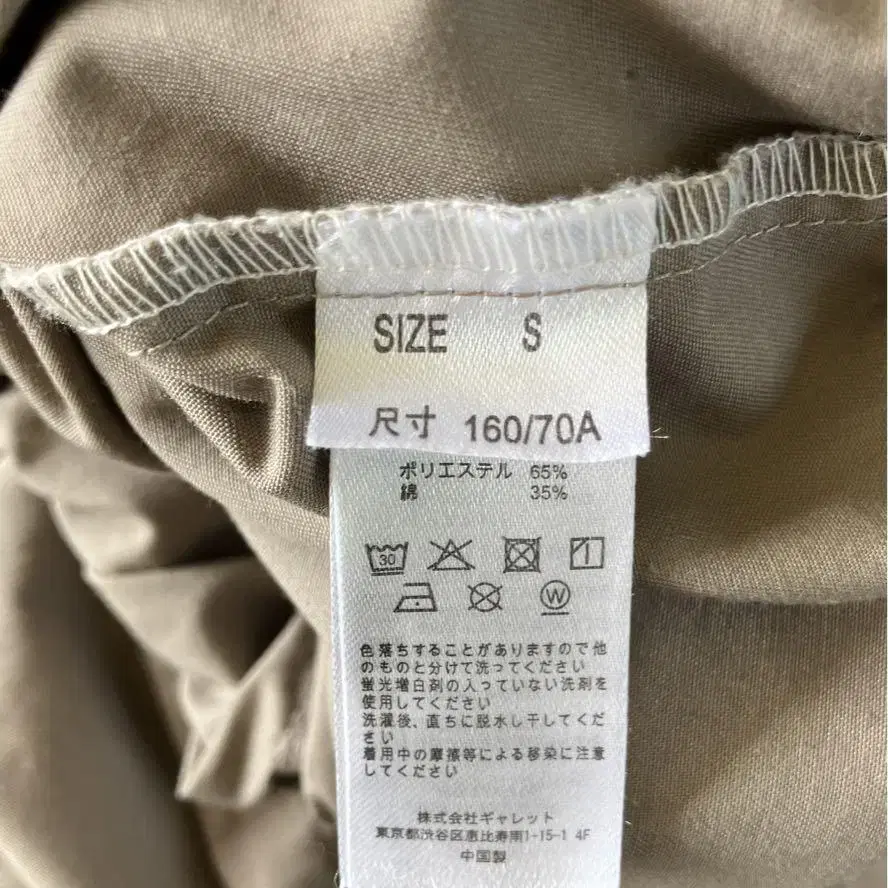 SIZE S
尺寸 160/70A
ポリエステル 65%
綿 35%
30
W
色落ちすることがありますので他
のものと分けて洗ってください
蛍光増白剤の入っていない洗剤を
使用してください
洗濯後、直ちに脱水し干してくだ
さい
着用中の摩擦等による移染に注意
してください
株式会社ギャレット
東京都渋谷区恵比寿南1-15-1 4F
中国製